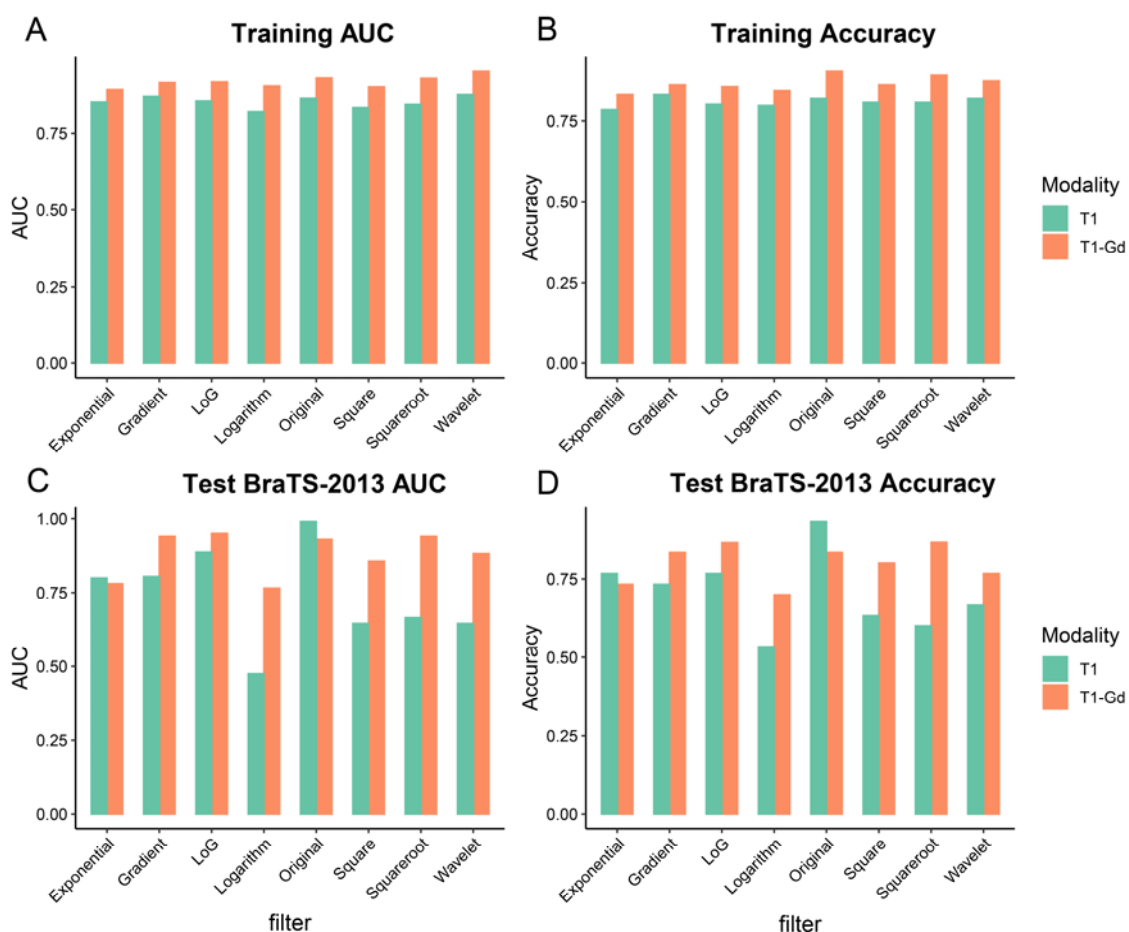 A
Training AUC
AUC
0.75
0.50
0.25
0.00
Exponential
Gradient
LoG
Logarithm
Original
Square
Squareroot
Wavelet
B
Training Accuracy
Accuracy
0.75
0.50
0.25
0.00
Exponential
Gradient
LoG
Logarithm
Original
Square
Squareroot
Wavelet
Modality
T1
T1-Gd
C
Test BraTS-2013 AUC
AUC
1.00
0.75
0.50
0.25
0.00
Exponential
Gradient
LoG
Logarithm
Original
Square
Squareroot
Wavelet
filter
D
Test BraTS-2013 Accuracy
Accuracy
0.75
0.50
0.25
0.00
Exponential
Gradient
LoG
Logarithm
Original
Square
Squareroot
Wavelet
filter
Modality
T1
T1-Gd